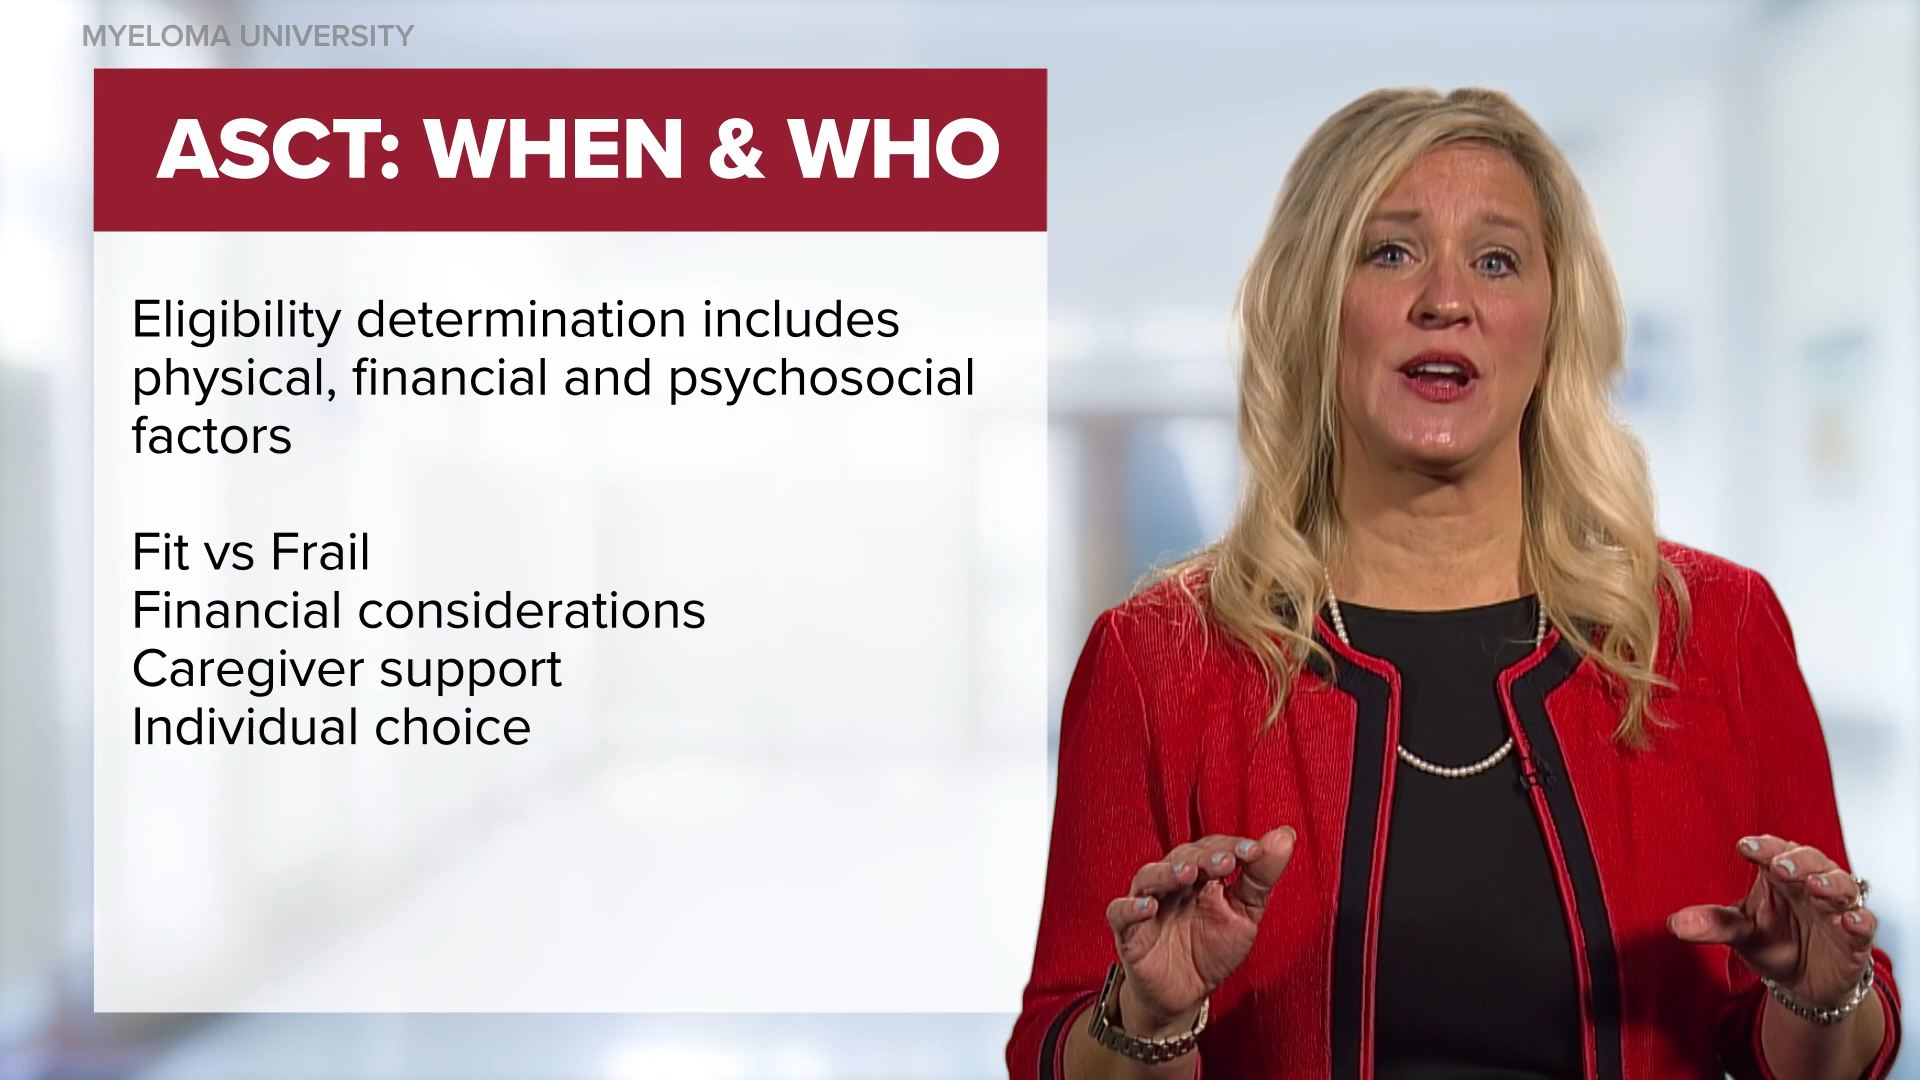 MYELOMA UNIVERSITY
ASCT: WHEN & WHO
Eligibility determination includes
physical, financial and psychosocial
factors
Fit vs Frail
Financial considerations
Caregiver support
Individual choice